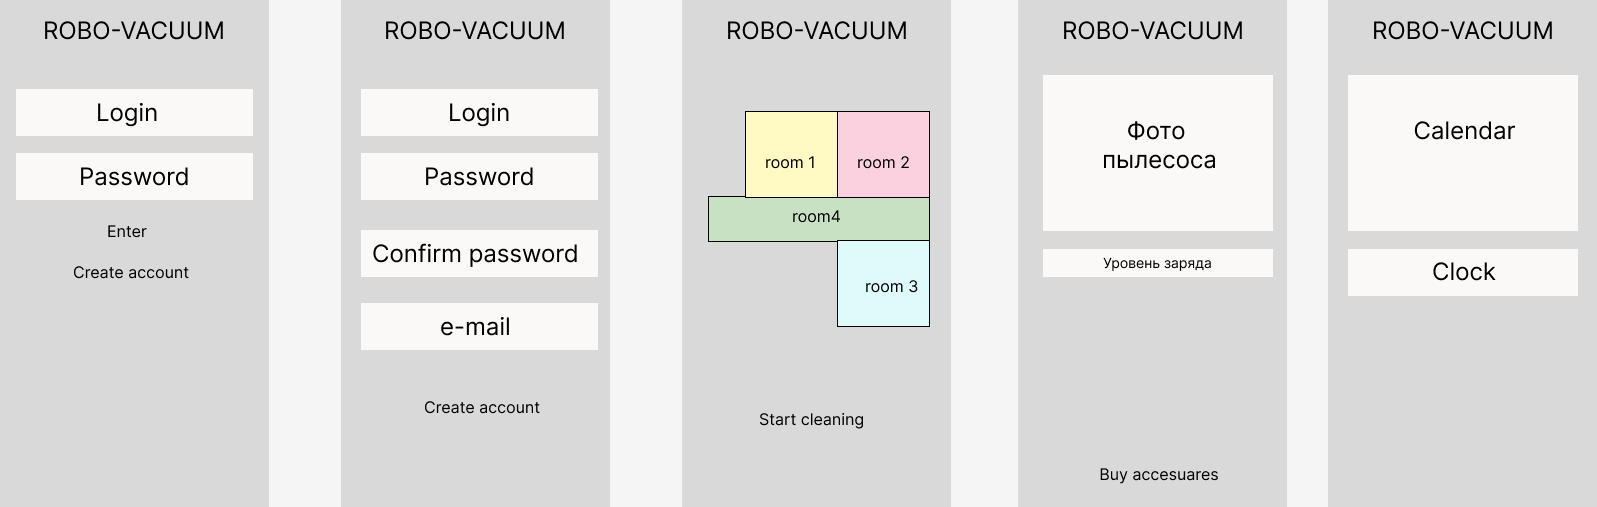 ROBO-VACUUM
Login
Password
Enter
Create account
ROBO-VACUUM
Login
Password
Confirm password
e-mail
Create account
ROBO-VACUUM
room 1
room 2
room4
room 3
Start cleaning
ROBO-VACUUM
Фото
пылесоса
Уровень заряда
Buy accesuares
ROBO-VACUUM
Calendar
Clock